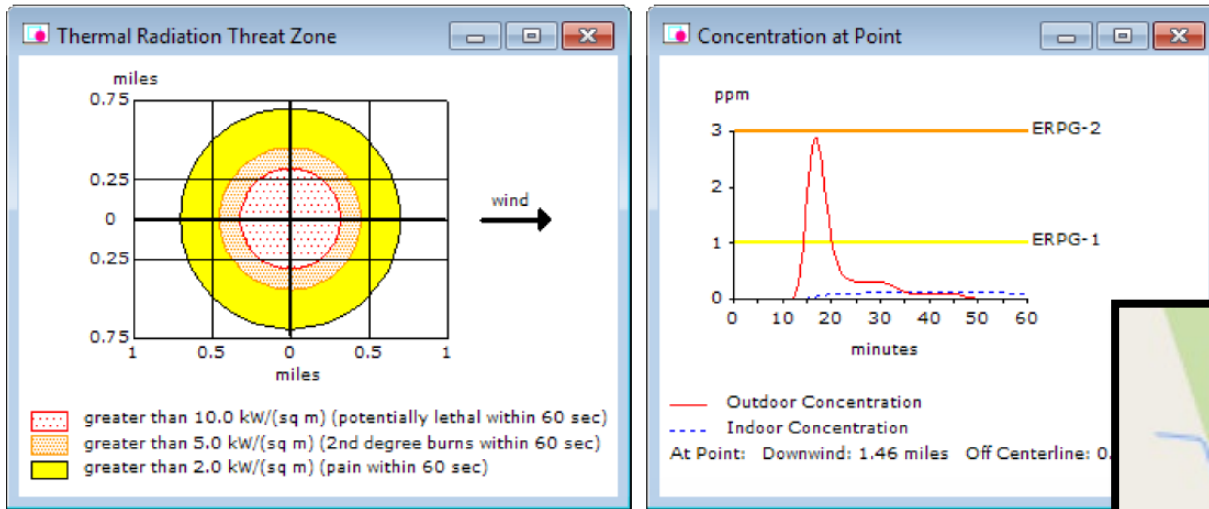 Thermal Radiation Threat Zone
miles
0.75
0.25
0
0.25
0.75
1 0.5 0 0.5 1
miles
wind
greater than 10.0 kW/(sq m) (potentially lethal within 60 sec)
greater than 5.0 kW/(sq m) (2nd degree burns within 60 sec)
greater than 2.0 kW/(sq m) (pain within 60 sec)
Concentration at Point
ppm
3 ERPG-2
2
1 ERPG-1
0
0 10 20 30 40 50 60
minutes
Outdoor Concentration
Indoor Concentration
At Point: Downwind: 1.46 miles Off Centerline: 0.